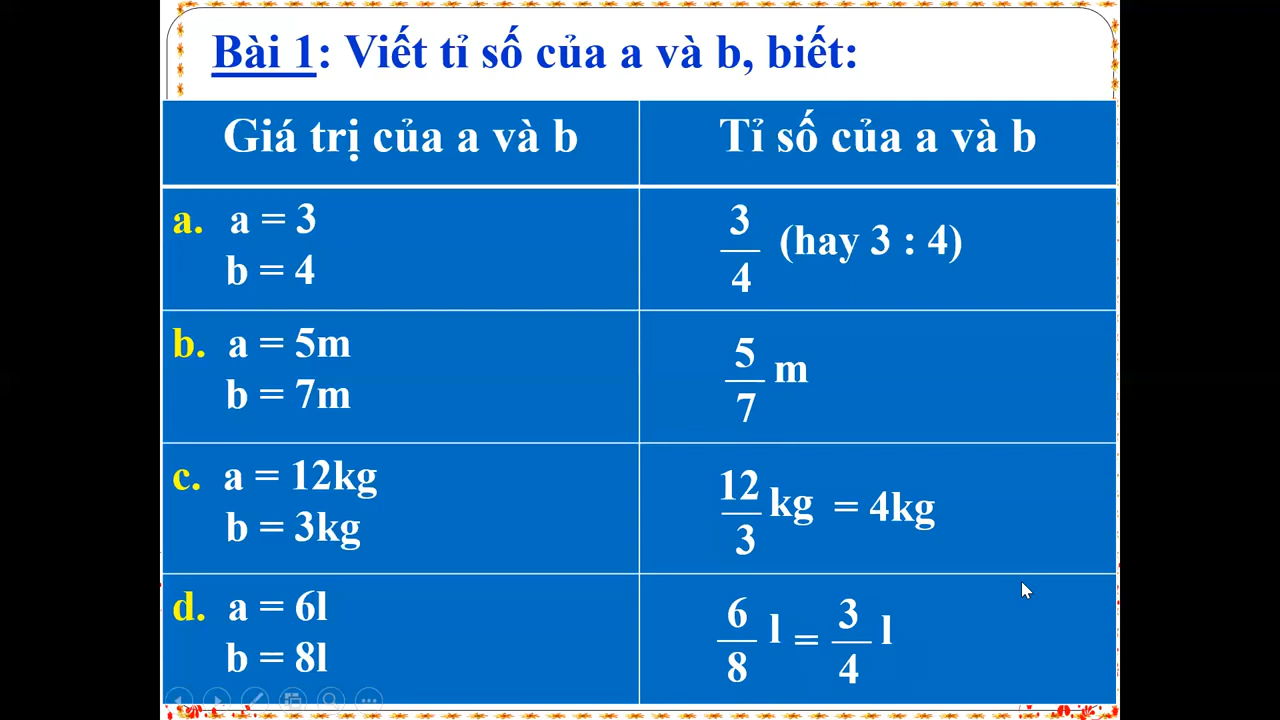 Bài 1: Viết tỉ số của a và b, biết:
Giá trị của a và b
Tỉ số của a và b
a. a = 3
b = 4
3/4 (hay 3 : 4)
b. a = 5m
b = 7m
5/7 m
c. a = 12kg
b = 3kg
12/3 kg = 4kg
d. a = 6l
b = 8l
6/8 l = 3/4 l